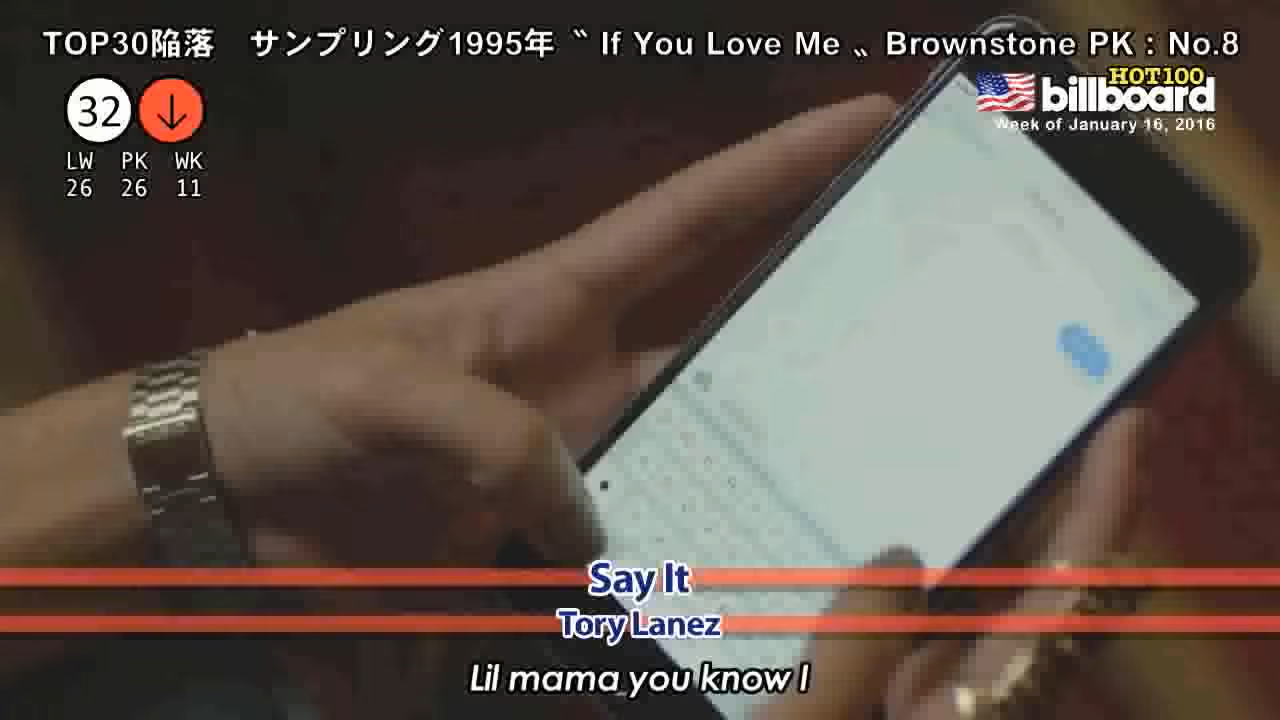 TOP30陥落　サンプリング1995年〝 If You Love Me 〟Brownstone PK : No.8
32 ↓
LW PK WK
26 26 11
HOT100
billboard
Week of January 16, 2016
Say It
Tory Lanez
Lil mama you know I